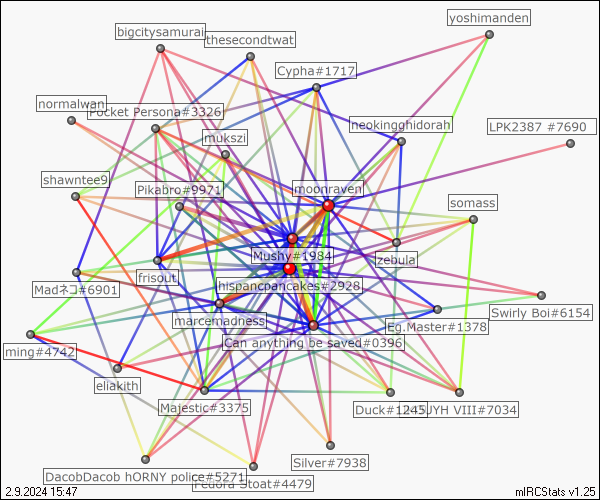 yoshimanden
bigcitysamurai
thesecondtwat
Cypha#1717
normalwan
Pocket Persona#3326
neokingghidorah
LPK2387 #7690
mukszi
shawntee9
Pikabro#9971
moonraven
somass
Mushy#1984
zebula
frisout
Madネコ#6901
hispancpancakes#2928
Swirly Boi#6154
marcemadness
Eg.Master#1378
Can anything be saved#0396
ming#4742
eliakith
Majestic#3375
Duck#1245
JYH VIII#7034
Silver#7938
DacobDacob hORNY police#5271
Fedora Stoat#4479
2.9.2024 15:47
mIRCStats v1.25